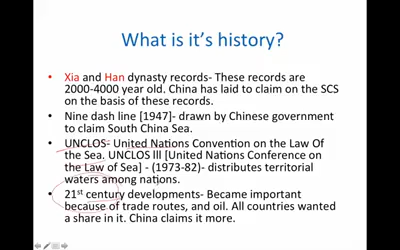 What is it's history?
• Xia and Han dynasty records- These records are
2000-4000 year old. China has laid to claim on the SCS
on the basis of these records.
• Nine dash line [1947]- drawn by Chinese government
to claim South China Sea.
• UNCLOS- United Nations Convention on the Law Of
the Sea. UNCLOS lll [United Nations Conference on
the Law of Sea] - (1973-82)- distributes territorial
waters among nations.
• 21st century developments- Became important
because of trade routes, and oil. All countries wanted
a share in it. China claims it more.